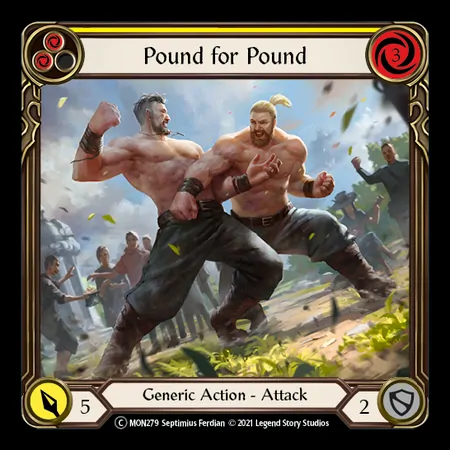 Pound for Pound
3
5
Generic Action - Attack
2
C MON279 Septimius Ferdian © 2021 Legend Story Studios